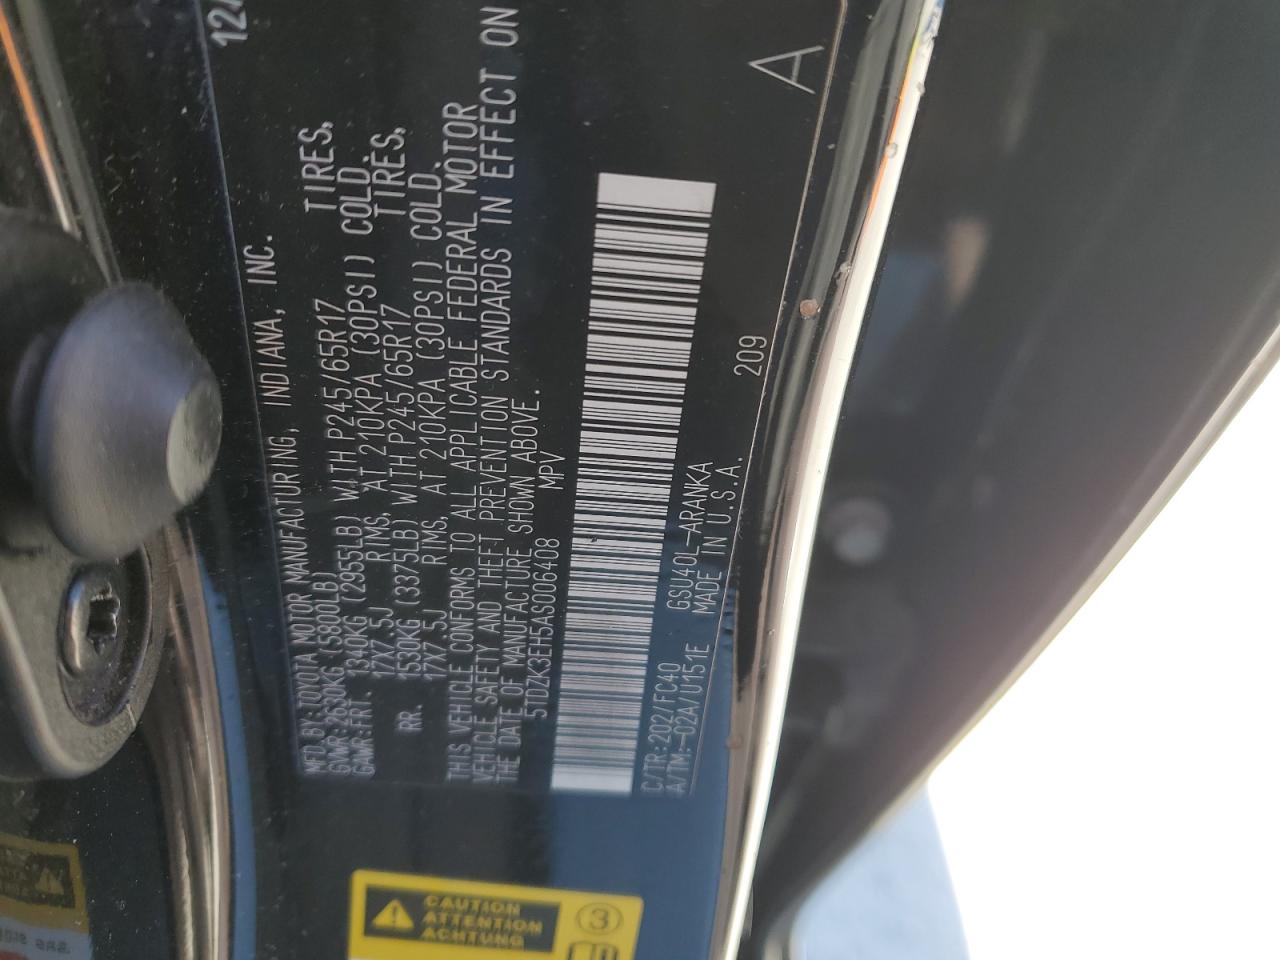 12/
MFD.BY:TOYOTA MOTOR MANUFACTURING, INDIANA, INC.
GVWR:2630KG (5800LB)
GAWR:FRT. 1340KG (2955LB) WITH P245/65R17 TIRES,
17X7.5J RIMS, AT 210KPA (30PSI) COLD.
RR. 1530KG (3375LB) WITH P245/65R17 TIRES,
17X7.5J RIMS, AT 210KPA (30PSI) COLD.
THIS VEHICLE CONFORMS TO ALL APPLICABLE FEDERAL MOTOR
VEHICLE SAFETY AND THEFT PREVENTION STANDARDS IN EFFECT ON
THE DATE OF MANUFACTURE SHOWN ABOVE.
5TDZK3EH5AS006408 MPV
C/TR:202/FC40 GSU40L-ARANKA
A/TM:-02A/U151E MADE IN U.S.A. 209
A
CAUTION
ATTENTION
ACHTUNG
3